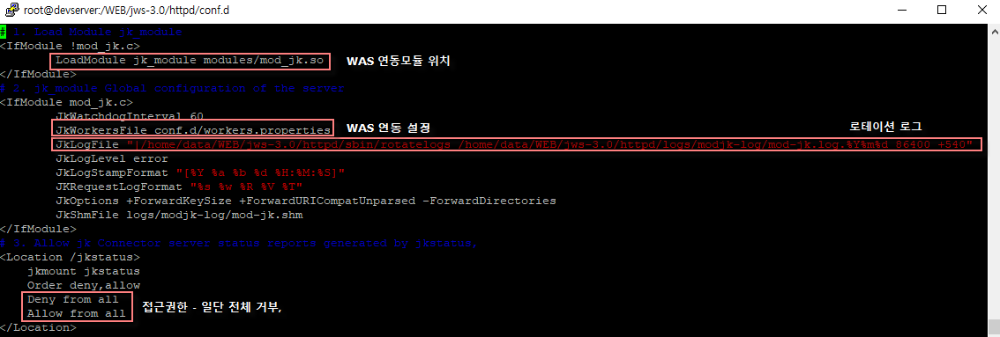 root@devserver:/WEB/jws-3.0/httpd/conf.d
# 1. Load Module jk_module
<IfModule !mod_jk.c>
LoadModule jk_module modules/mod_jk.so WAS 연동모듈 위치
</IfModule>
# 2. jk_module Global configuration of the server
<IfModule mod_jk.c>
JkWatchdogInterval 60
JkWorkersFile conf.d/workers.properties WAS 연동 설정 로테이션 로그
JkLogFile "|/home/data/WEB/jws-3.0/httpd/sbin/rotatelogs /home/data/WEB/jws-3.0/httpd/logs/modjk-log/mod-jk.log.%Y%m%d 86400 +540"
JkLogLevel error
JkLogStampFormat "[%Y %a %b %d %H:%M:%S]"
JKRequestLogFormat "%s %w %R %V %T"
JkOptions +ForwardKeySize +ForwardURICompatUnparsed -ForwardDirectories
JkShmFile logs/modjk-log/mod-jk.shm
</IfModule>
# 3. Allow jk Connector server status reports generated by jkstatus,
<Location /jkstatus>
jkmount jkstatus
Order deny,allow
Deny from all
Allow from all 접근권한 - 일단 전체 거부,
</Location>